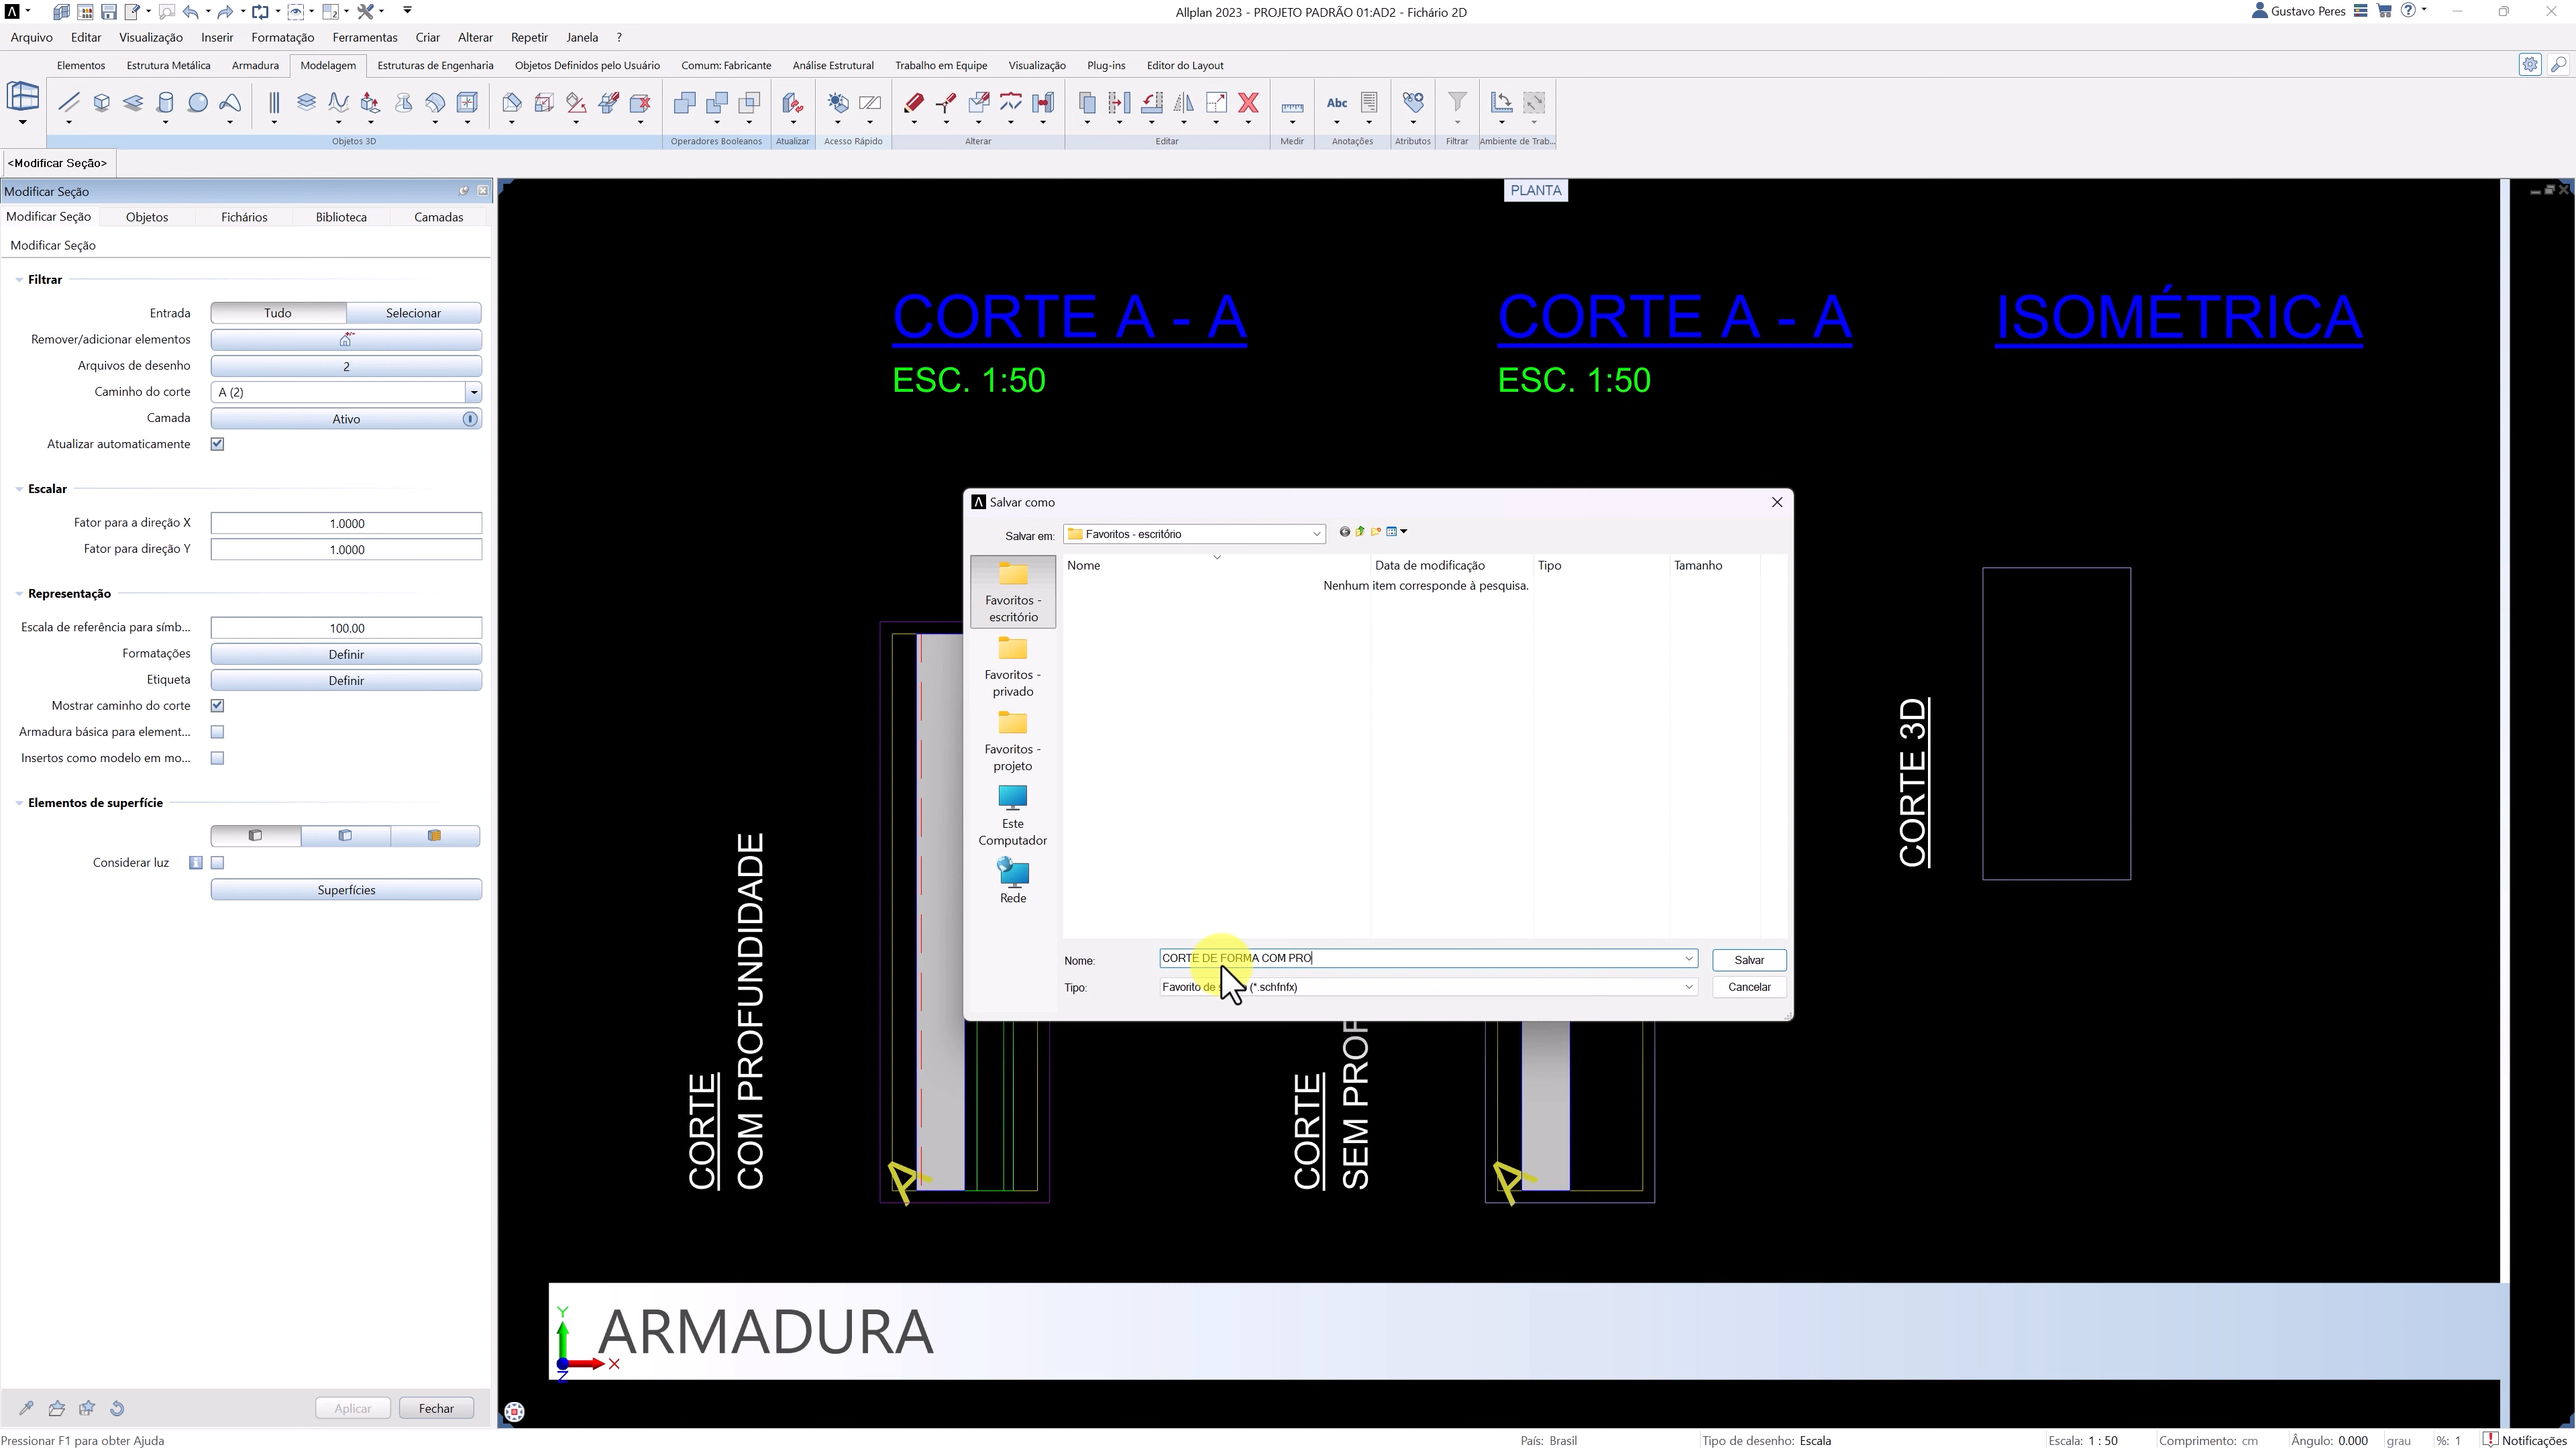 Allplan 2023 - PROJETO PADRÃO 01:AD2 - Fichário 2D
Gustavo Peres
Arquivo Editar Visualização Inserir Formatação Ferramentas Criar Alterar Repetir Janela ?
Elementos Estrutura Metálica Armadura Modelagem Estruturas de Engenharia Objetos Definidos pelo Usuário Comum: Fabricante Análise Estrutural Trabalho em Equipe Visualização Plug-ins Editor do Layout
Abc
Objetos 3D Operadores Booleanos Atualizar Acesso Rápido Alterar Editar Medir Anotações Atributos Filtrar Ambiente de Trab...
<Modificar Seção>
Modificar Seção
Modificar Seção Objetos Fichários Biblioteca Camadas
Modificar Seção
Filtrar
Entrada Tudo Selecionar
Remover/adicionar elementos
Arquivos de desenho 2
Caminho do corte A (2)
Camada Ativo
Atualizar automaticamente
Escalar
Fator para a direção X 1.0000
Fator para direção Y 1.0000
Representação
Escala de referência para símb... 100.00
Formatações Definir
Etiqueta Definir
Mostrar caminho do corte
Armadura básica para element...
Insertos como modelo em mo...
Elementos de superfície
Considerar luz
Superfícies
Aplicar Fechar
PLANTA
CORTE A - A
ESC. 1:50
CORTE A - A
ESC. 1:50
ISOMÉTRICA
Salvar como
Salvar em: Favoritos - escritório
Nome Data de modificação Tipo Tamanho
Nenhum item corresponde à pesquisa.
Favoritos -
escritório
Favoritos -
privado
Favoritos -
projeto
Este
Computador
Rede
Nome: CORTE DE FORMA COM PRO Salvar
Tipo: Favorito de (*.schfnfx) Cancelar
CORTE
COM PROFUNDIDADE
A
CORTE
SEM PROF
A
CORTE 3D
ARMADURA
Y
X
Z
Pressionar F1 para obter Ajuda
País: Brasil Tipo de desenho: Escala Escala: 1 : 50 Comprimento: cm Ângulo: 0.000 grau %: 1 Notificações